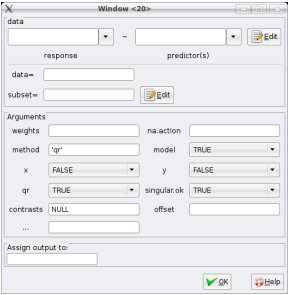 Window <20>
data
~ Edit
response predictor(s)
data=
subset= Edit
Arguments
weights na.action
method 'qr' model TRUE
x FALSE y FALSE
qr TRUE singular.ok TRUE
contrasts NULL offset
...
Assign output to:
OK Help